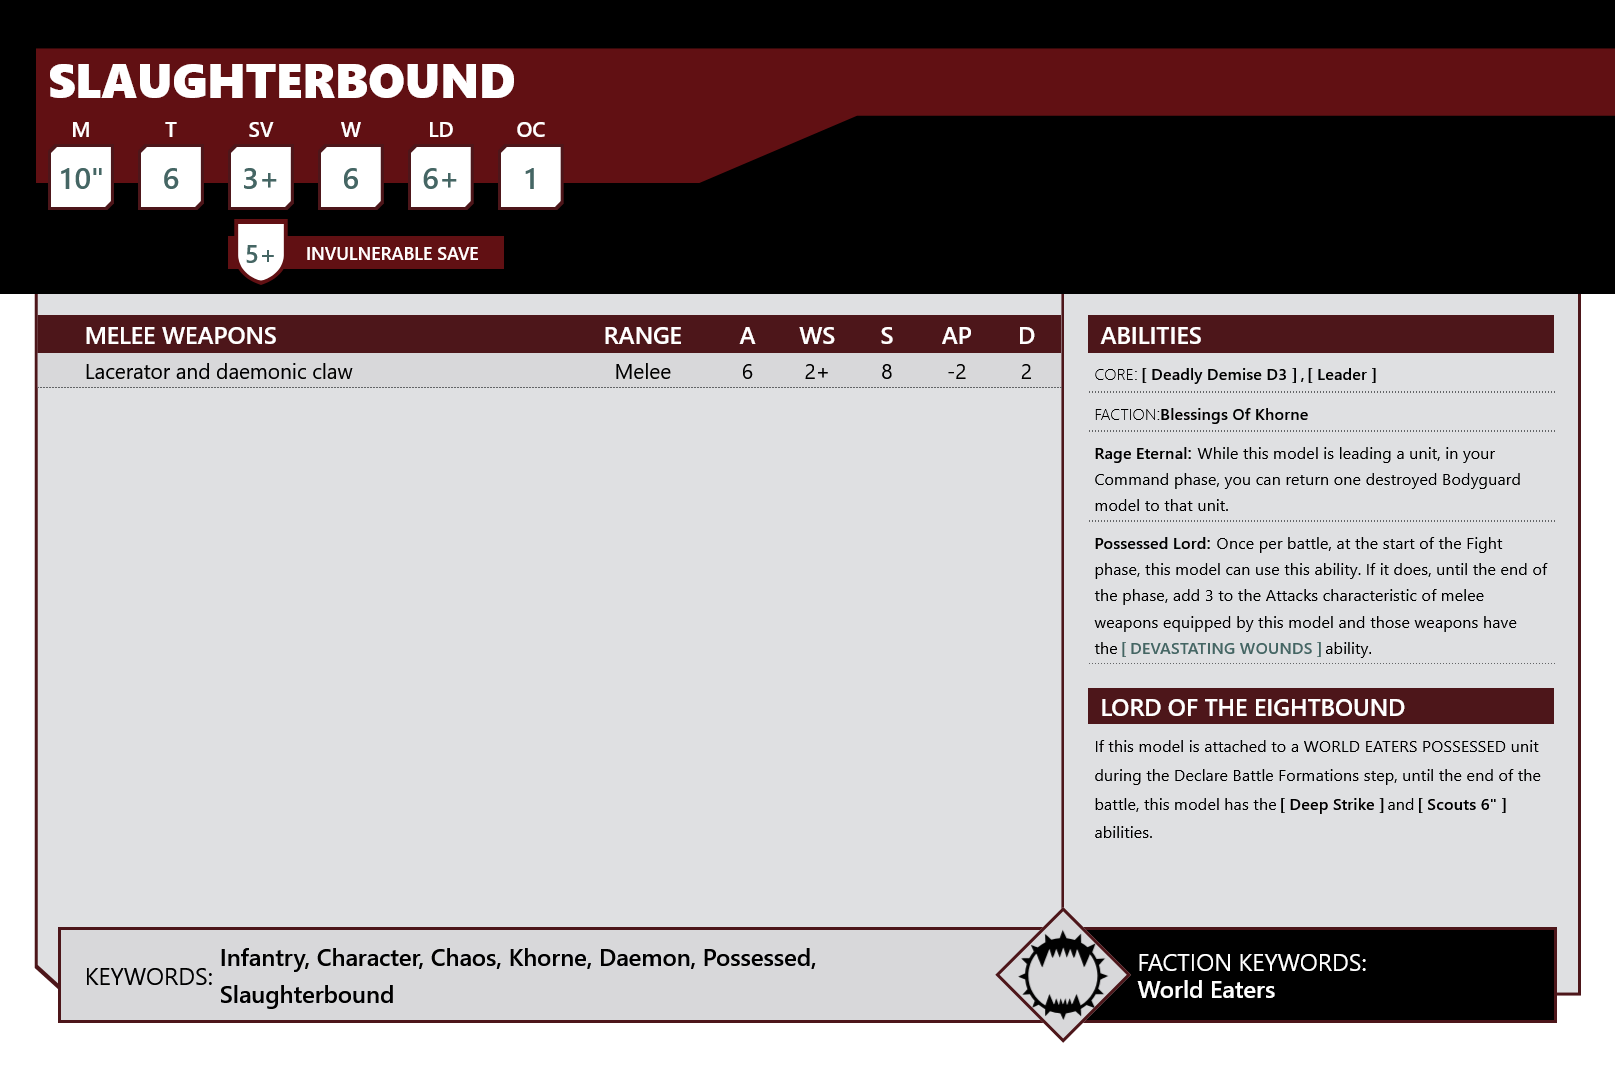 SLAUGHTERBOUND
M T SV W LD OC
10" 6 3+ 6 6+ 1
5+ INVULNERABLE SAVE
MELEE WEAPONS RANGE A WS S AP D
Lacerator and daemonic claw Melee 6 2+ 8 -2 2
ABILITIES
CORE: [ Deadly Demise D3 ] , [ Leader ]
FACTION:Blessings Of Khorne
Rage Eternal: While this model is leading a unit, in your
Command phase, you can return one destroyed Bodyguard
model to that unit.
Possessed Lord: Once per battle, at the start of the Fight
phase, this model can use this ability. If it does, until the end of
the phase, add 3 to the Attacks characteristic of melee
weapons equipped by this model and those weapons have
the [ DEVASTATING WOUNDS ] ability.
LORD OF THE EIGHTBOUND
If this model is attached to a WORLD EATERS POSSESSED unit
during the Declare Battle Formations step, until the end of the
battle, this model has the [ Deep Strike ] and [ Scouts 6" ]
abilities.
KEYWORDS: Infantry, Character, Chaos, Khorne, Daemon, Possessed,
Slaughterbound
FACTION KEYWORDS:
World Eaters